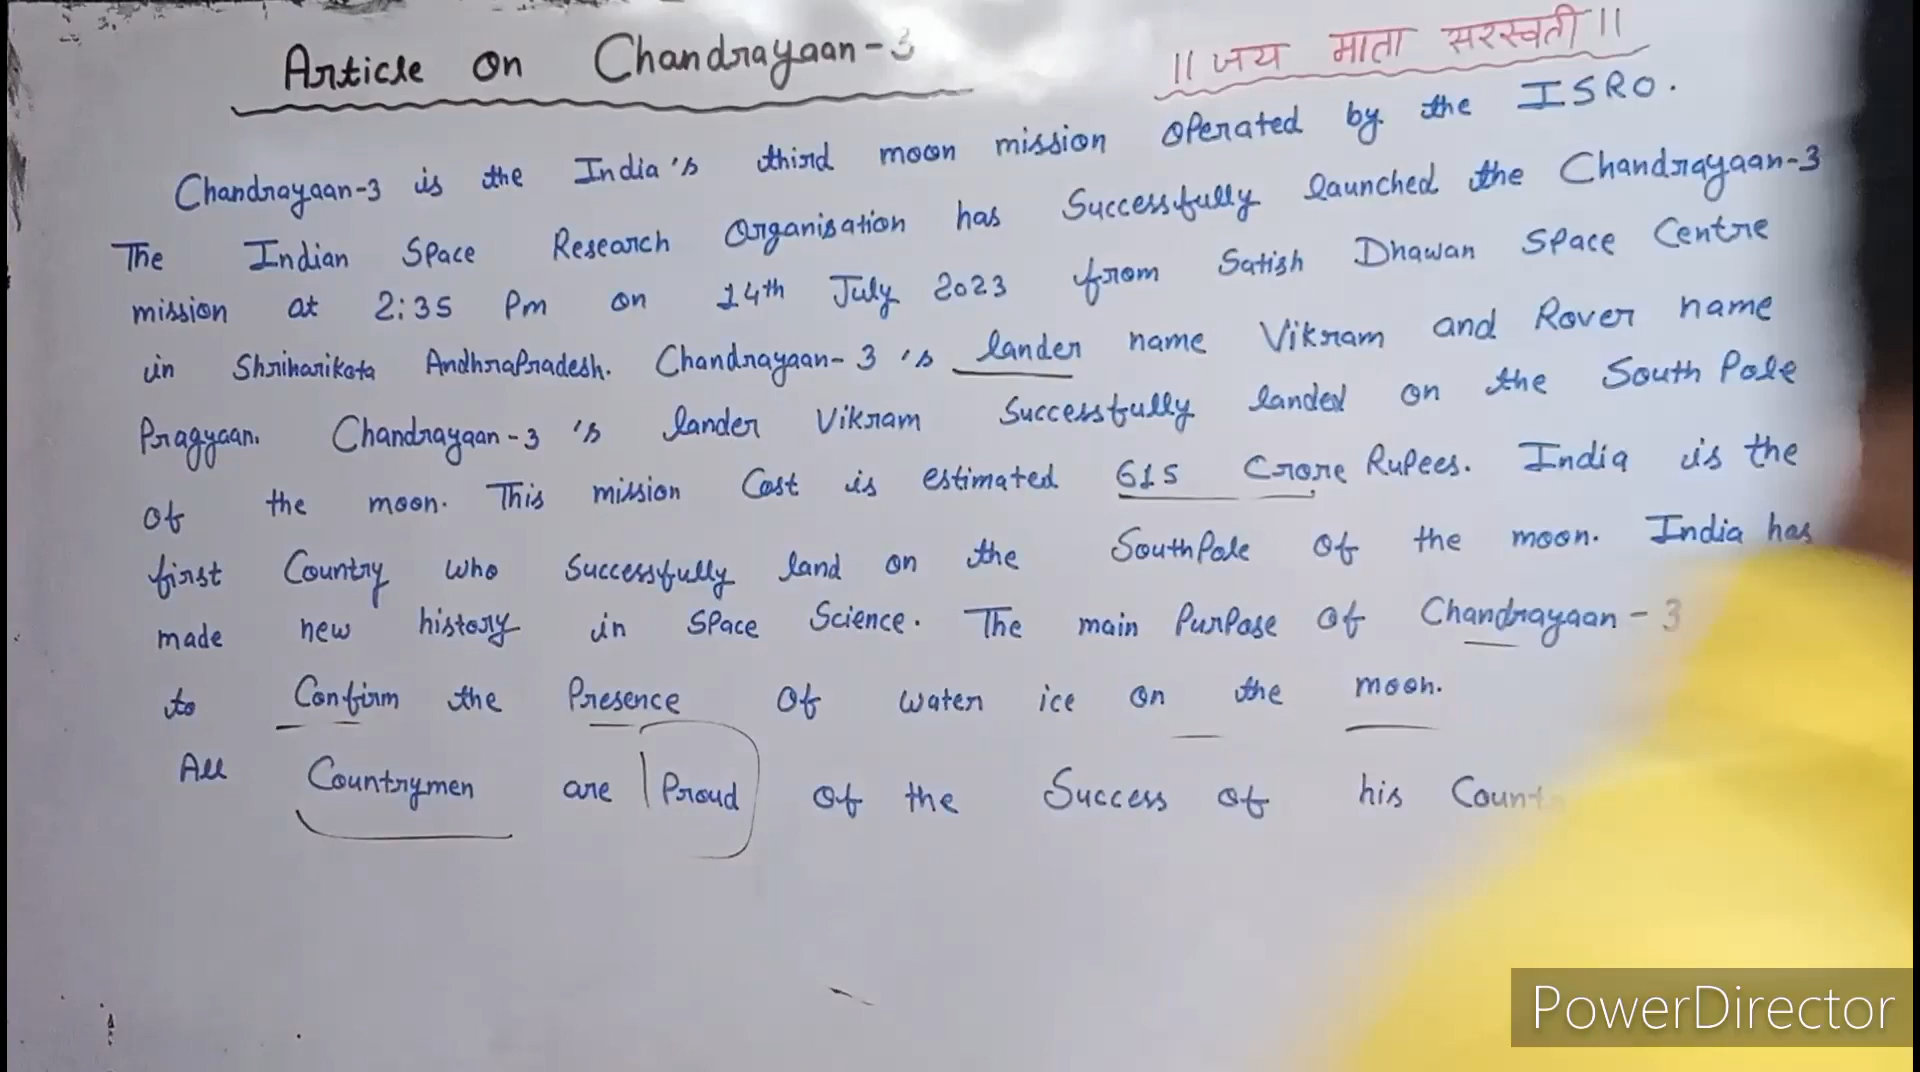 Article on Chandrayaan-3
॥ जय माता सरस्वती ॥
Chandrayaan-3 is the India's third moon mission operated by the ISRO.
The Indian Space Research Organisation has Successfully launched the Chandrayaan-3
mission at 2:35 Pm on 14th July 2023 from Satish Dhawan Space Centre
in Shriharikota AndhraPradesh. Chandrayaan-3's lander name Vikram and Rover name
Pragyaan. Chandrayaan-3's lander Vikram Successfully landed on the South Pole
of the moon. This mission Cost is estimated 615 Crore Rupees. India is the
first Country who Successfully land on the SouthPole of the moon. India has
made new history in Space Science. The main Purpose of Chandrayaan-3
to Confirm the Presence of water ice on the moon.
All Countrymen are Proud of the Success of his
PowerDirector